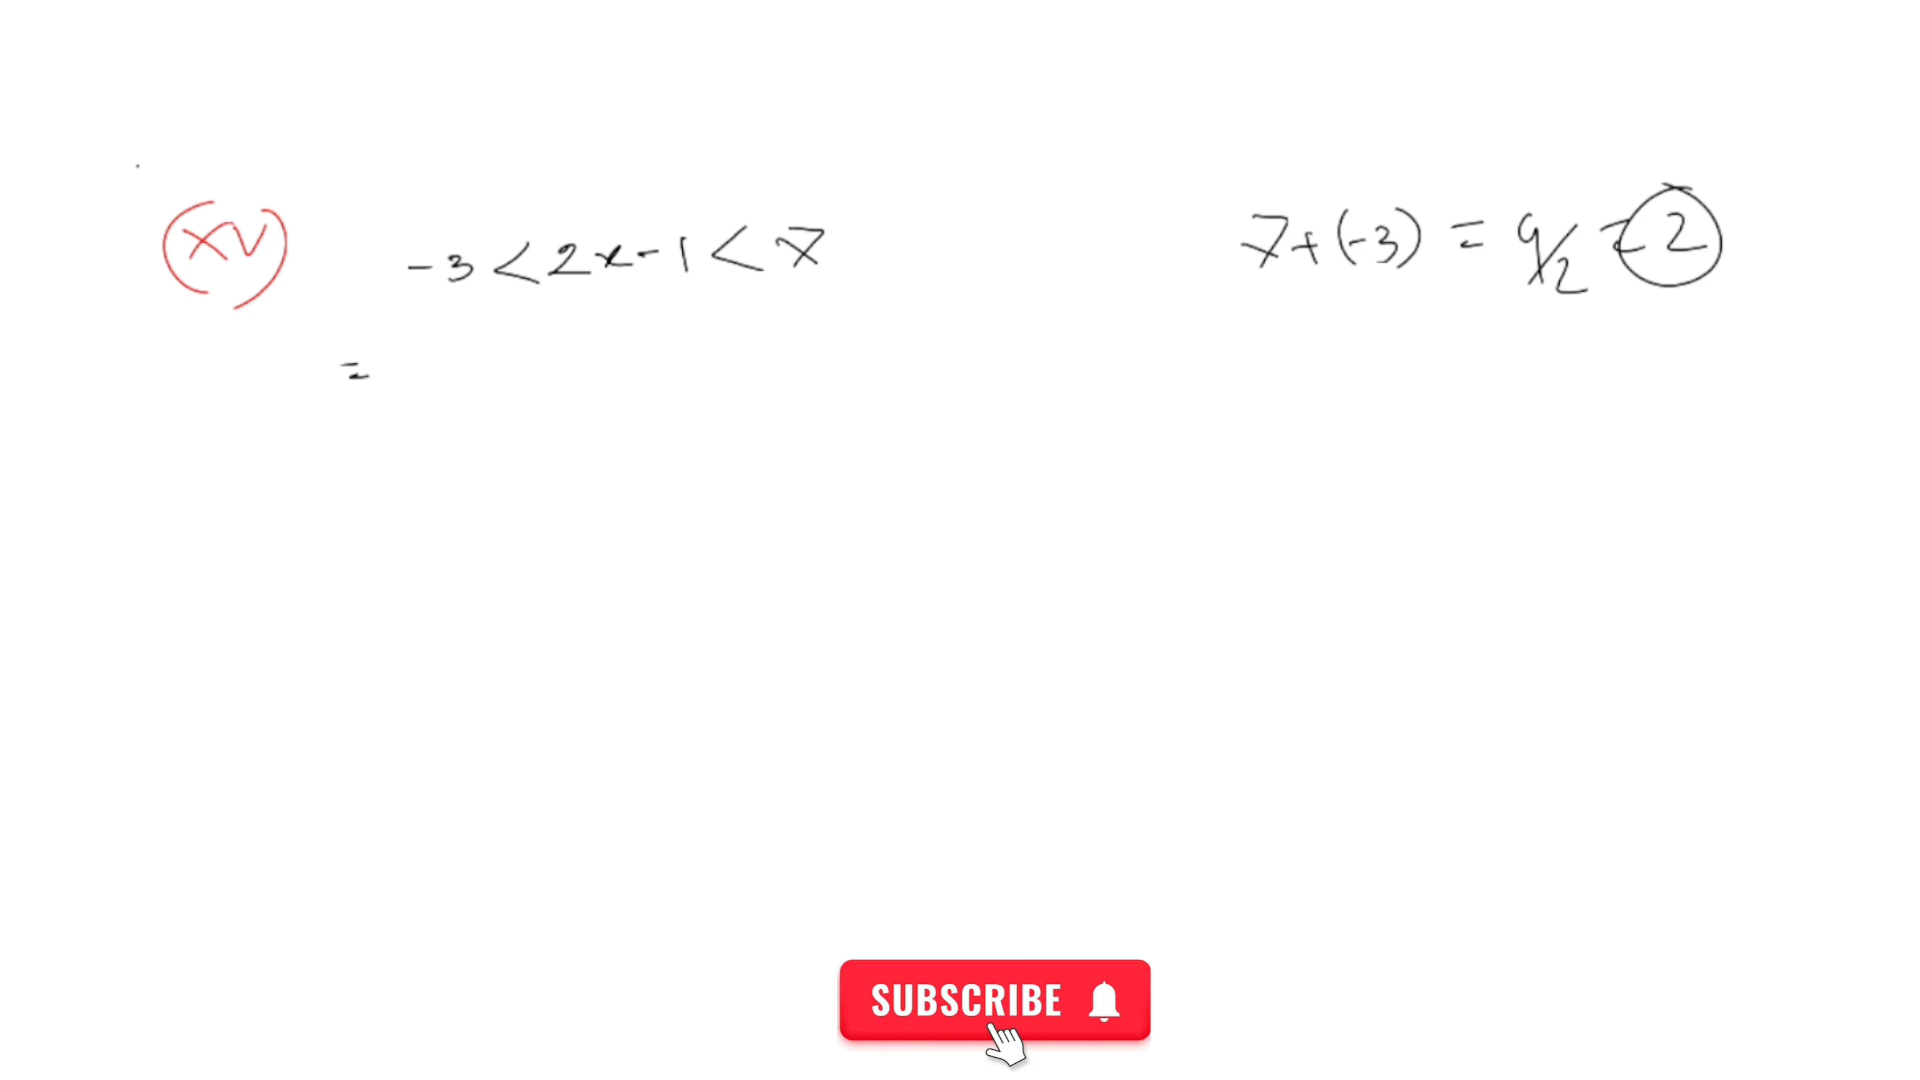 (XV) -3 < 2x - 1 < 7
7 + (-3) = 4/2 = 2
=
SUBSCRIBE